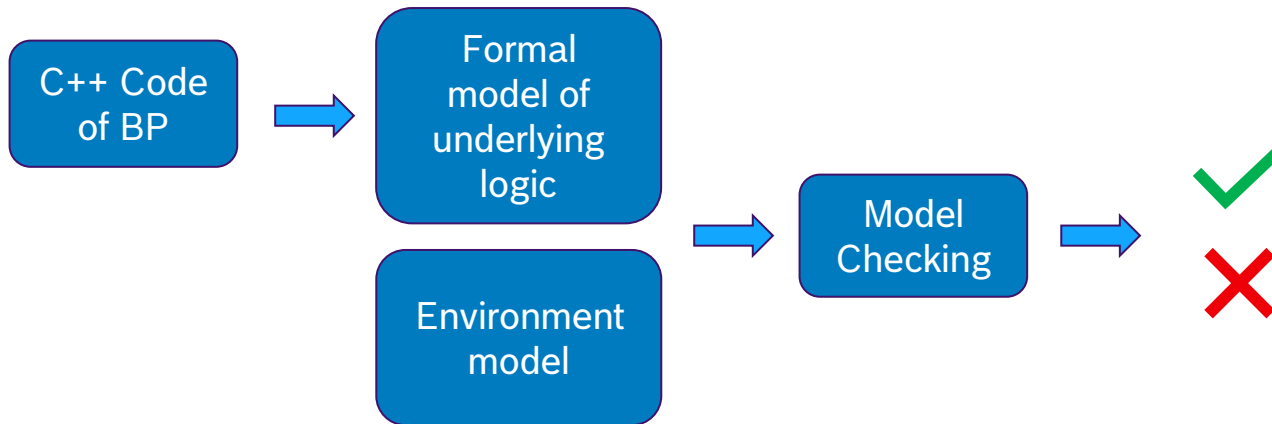 C++ Code
of BP
Formal
model of
underlying
logic
Environment
model
Model
Checking